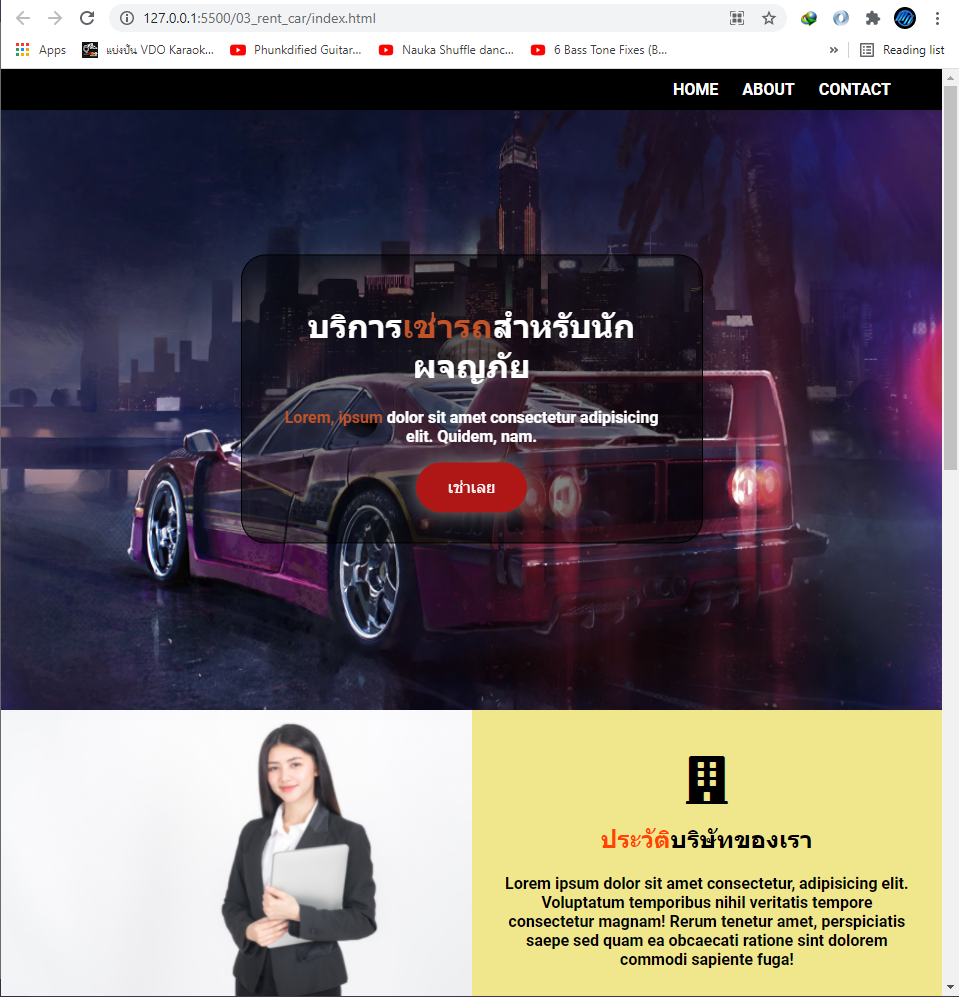 127.0.0.1:5500/03_rent_car/index.html
Apps แบ่งปัน VDO Karaok... Phunkdified Guitar... Nauka Shuffle danc... 6 Bass Tone Fixes (B... » Reading list
HOME ABOUT CONTACT
บริการเช่ารถสำหรับนัก
ผจญภัย
Lorem, ipsum dolor sit amet consectetur adipisicing
elit. Quidem, nam.
เช่าเลย
ประวัติบริษัทของเรา
Lorem ipsum dolor sit amet consectetur, adipisicing elit.
Voluptatum temporibus nihil veritatis tempore
consectetur magnam! Rerum tenetur amet, perspiciatis
saepe sed quam ea obcaecati ratione sint dolorem
commodi sapiente fuga!